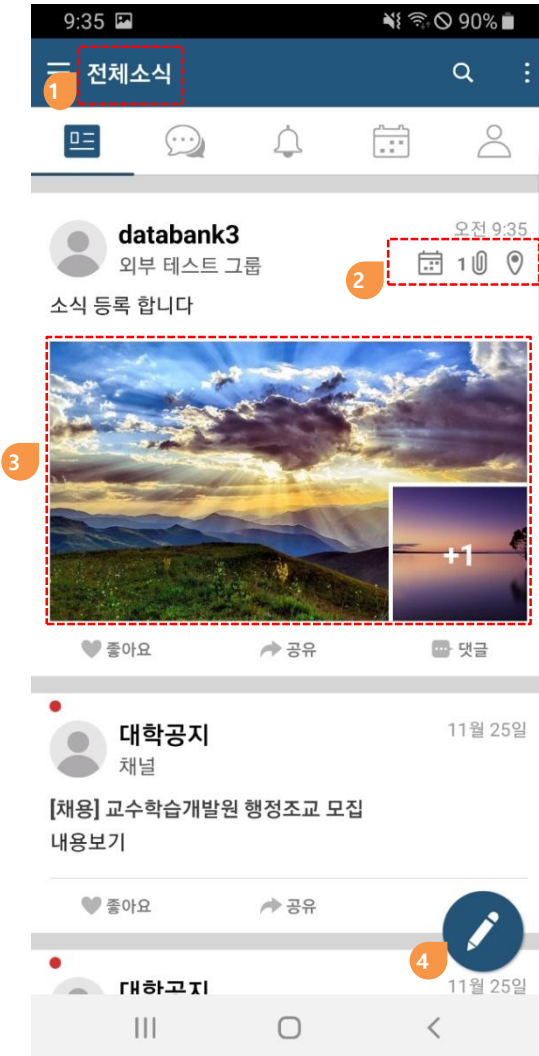 9:35 90%
전체소식
1
databank3 오전 9:35
외부 테스트 그룹 1
2
소식 등록 합니다
3
+1
좋아요 공유 댓글
대학공지 11월 25일
채널
[채용] 교수학습개발원 행정조교 모집
내용보기
좋아요 공유
4
대학공지 11월 25일